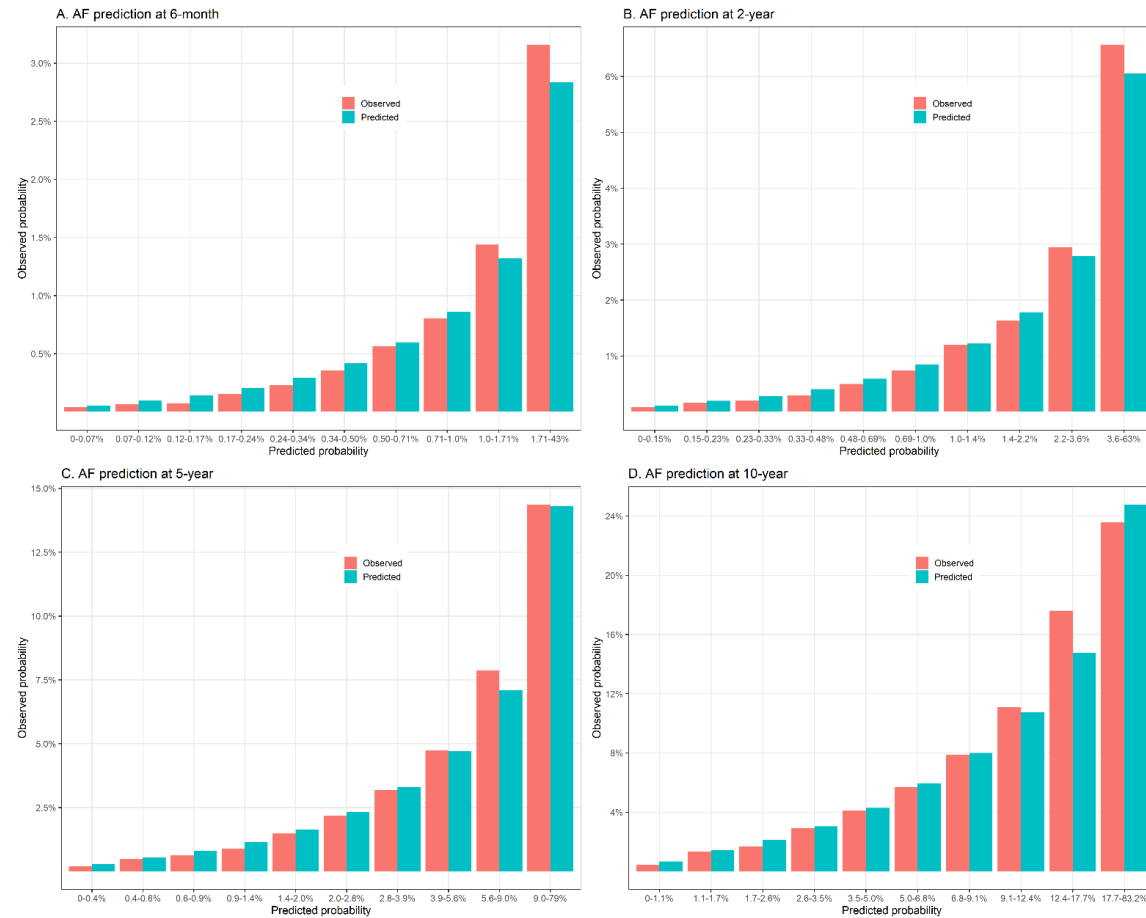 A. AF prediction at 6-month
Observed probability
3.0%
2.5%
2.0%
1.5%
1.0%
0.5%
Observed
Predicted
0-0.07% 0.07-0.12% 0.12-0.17% 0.17-0.24% 0.24-0.34% 0.34-0.50% 0.50-0.71% 0.71-1.0% 1.0-1.71% 1.71-43%
Predicted probability
B. AF prediction at 2-year
Observed probability
6%
5%
4%
3%
2%
1%
Observed
Predicted
0-0.15% 0.15-0.23% 0.23-0.33% 0.33-0.48% 0.48-0.69% 0.69-1.0% 1.0-1.4% 1.4-2.2% 2.2-3.6% 3.6-63%
Predicted probability
C. AF prediction at 5-year
Observed probability
15.0%
12.5%
10.0%
7.5%
5.0%
2.5%
Observed
Predicted
0-0.4% 0.4-0.6% 0.6-0.9% 0.9-1.4% 1.4-2.0% 2.0-2.8% 2.8-3.9% 3.9-5.6% 5.6-9.0% 9.0-79%
Predicted probability
D. AF prediction at 10-year
Observed probability
24%
20%
16%
12%
8%
4%
Observed
Predicted
0-1.1% 1.1-1.7% 1.7-2.6% 2.6-3.5% 3.5-5.0% 5.0-6.8% 6.8-9.1% 9.1-12.4% 12.4-17.7% 17.7-83.2%
Predicted probability